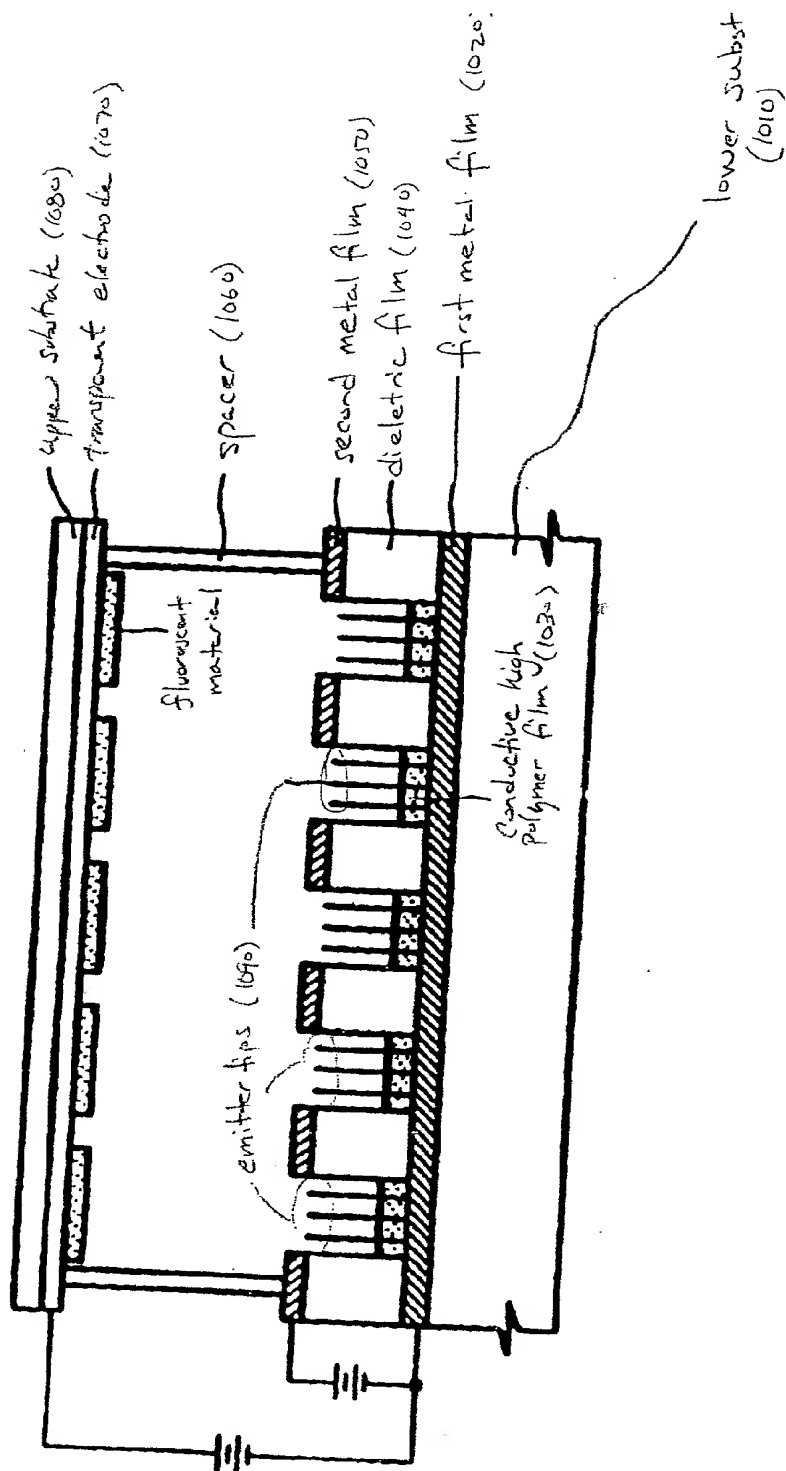 upper substrate (1080)
transparent electrode (1070)
spacer (1060)
second metal film (1050)
dieletric film (1040)
first metal film (1020)
lower subst
(1010)
fluorescent
material
emitter tips (1090)
Conductive high
polymer film (1030)